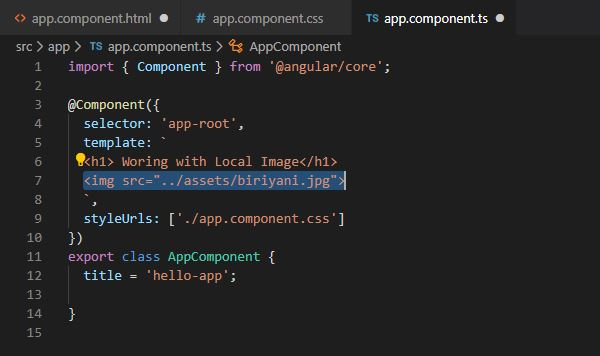 app.component.html
app.component.css
app.component.ts
src > app > app.component.ts > AppComponent
1 import { Component } from '@angular/core';
2
3 @Component({
4 selector: 'app-root',
5 template: `
6 <h1> Woring with Local Image</h1>
7 <img src="../assets/biriyani.jpg">
8 `,
9 styleUrls: ['./app.component.css']
10 })
11 export class AppComponent {
12 title = 'hello-app';
13
14 }
15